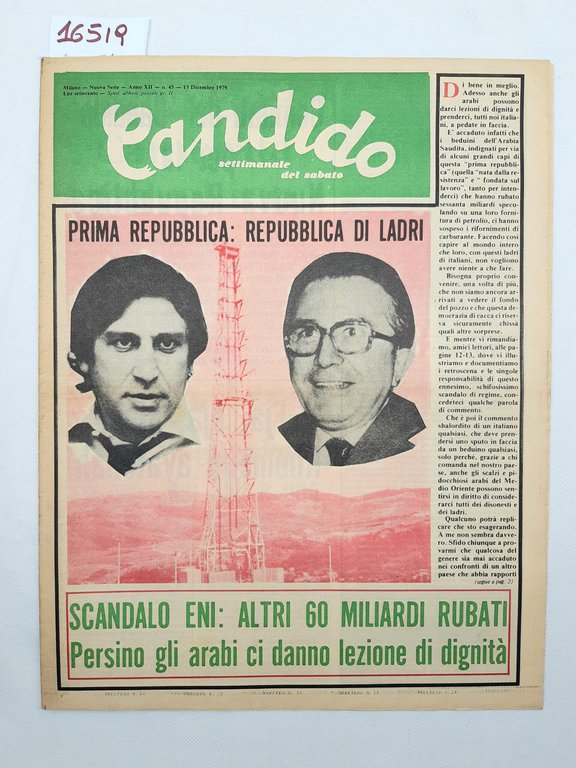 16519
Milano — Nuova Serie — Anno XII — n. 45 — 13 Dicembre 1979
Lire settecento — Sped. abbon. postale gr. II
Candido
settimanale
del sabato
PRIMA REPUBBLICA: REPUBBLICA DI LADRI
Di bene in meglio.
Adesso anche gli
arabi possono
darci lezioni di dignità e
prenderci, tutti noi italia-
ni, a pedate in faccia.
E' accaduto infatti che
i beduini dell'Arabia
Saudita, indignati per via
di alcuni grandi capi di
questa "prima repubbli-
ca" (quella "nata dalla re-
sistenza" e " fondata sul
lavoro", tanto per inten-
derci) che hanno rubato
sessanta miliardi specu-
lando su una loro forni-
tura di petrolio, ci hanno
sospeso i rifornimenti di
carburante. Facendo così
capire al mondo intero
che loro, con questi ladri
di italiani, non vogliono
avere niente a che fare.
Bisogna proprio con-
venire, una volta di più,
che non siamo ancora ar-
rivati a vedere il fondo
del pozzo e che questa de-
mocrazia di cacca ci riser-
va sicuramente chissà
quali altre sorprese.
E mentre vi rimandia-
mo, amici lettori, alle pa-
gine 12-13, dove vi illu-
striamo e documentiamo
i retroscena e le singole
responsabilità di questo
ennesimo, schifosissimo
scandalo di regime, con-
cedeteci qualche parola
di commento.
Che è poi il commento
sbalordito di un italiano
qualsiasi, che deve pren-
dersi uno sputo in faccia
da un beduino qualsiasi,
solo perchè, grazie a chi
comanda nel nostro pae-
se, anche gli scalzi e pi-
docchiosi arabi del Me-
dio Oriente possono sen-
tirsi in diritto di conside-
rarci tutti dei disonesti e
dei ladri.
Qualcuno potrà repli-
care che sto esagerando.
A me non sembra davve-
ro. Sfido chiunque a pro-
varmi che qualcosa del
genere sia mai accaduto
nei confronti di un altro
paese che abbia rapporti
(segue a pag. 2)
SCANDALO ENI: ALTRI 60 MILIARDI RUBATI
Persino gli arabi ci danno lezione di dignità